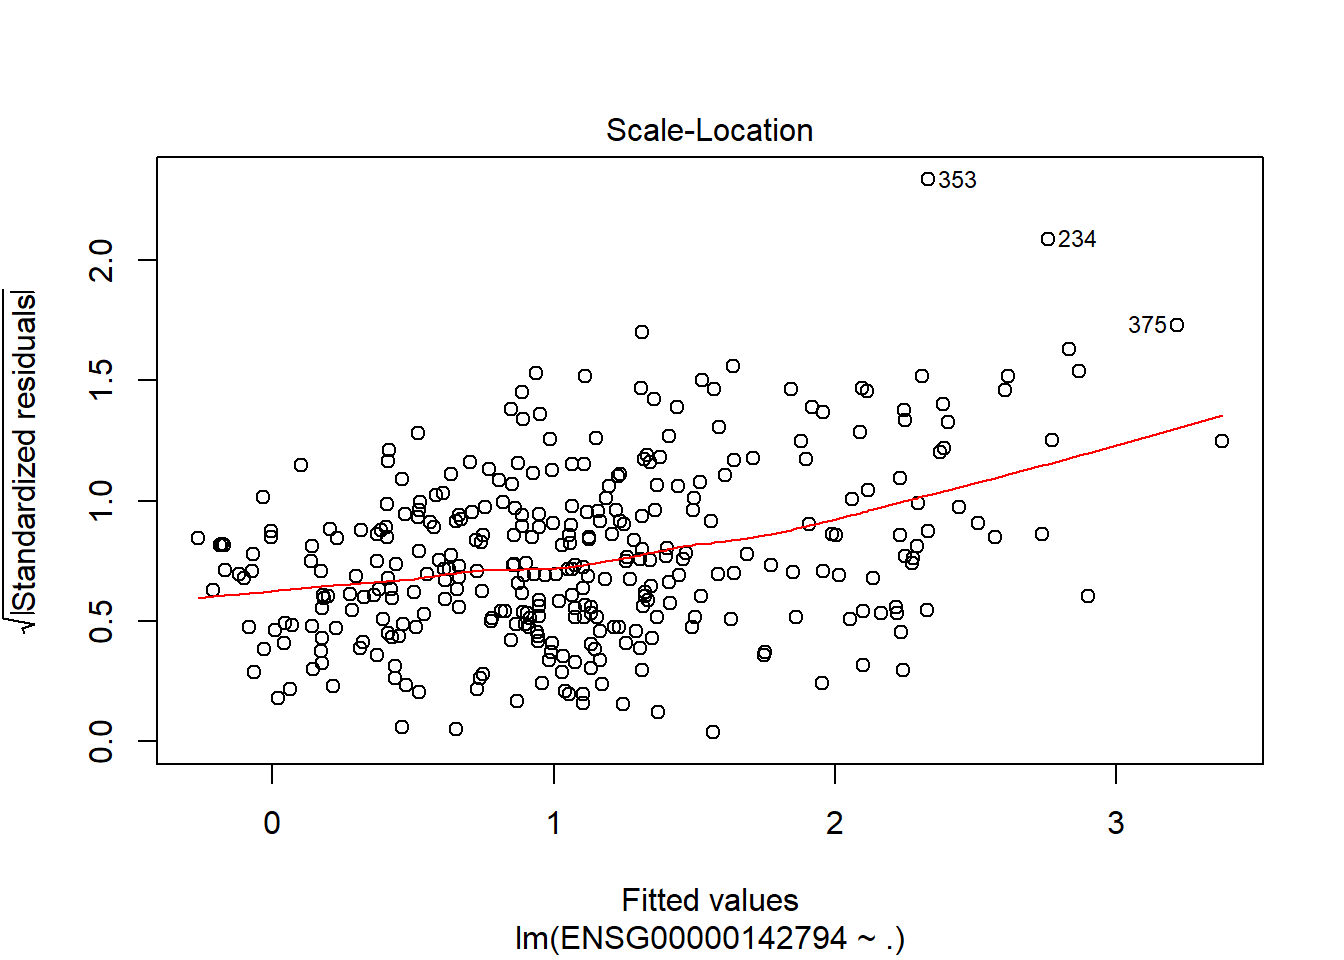 Scale-Location
353
234
375
√|Standardized residuals|
2.0
1.5
1.0
0.5
0.0
0 1 2 3
Fitted values
lm(ENSG00000142794 ~ .)